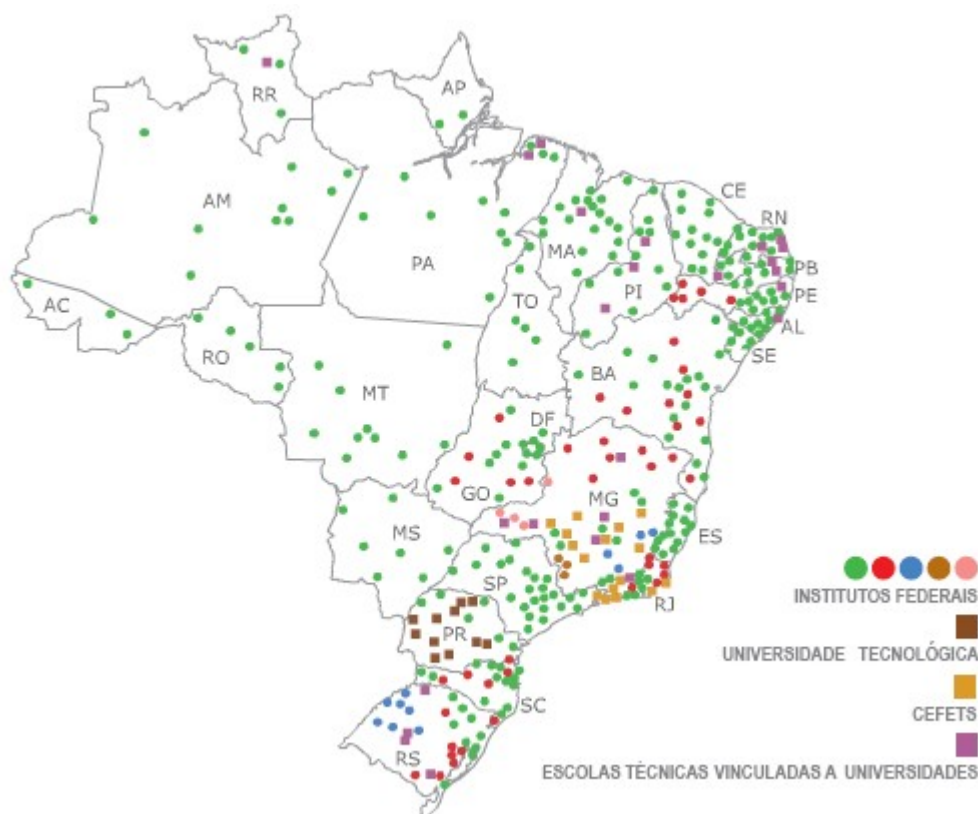 AP
RR
CE
RN
AM
MA
PA
PB
PI
TO
PE
AC
AL
SE
RO
BA
MT
DF
GO
MG
MS
ES
SP
RJ
INSTITUTOS FEDERAIS
PR
UNIVERSIDADE TECNOLÓGICA
SC
CEFETS
RS
ESCOLAS TÉCNICAS VINCULADAS A UNIVERSIDADES